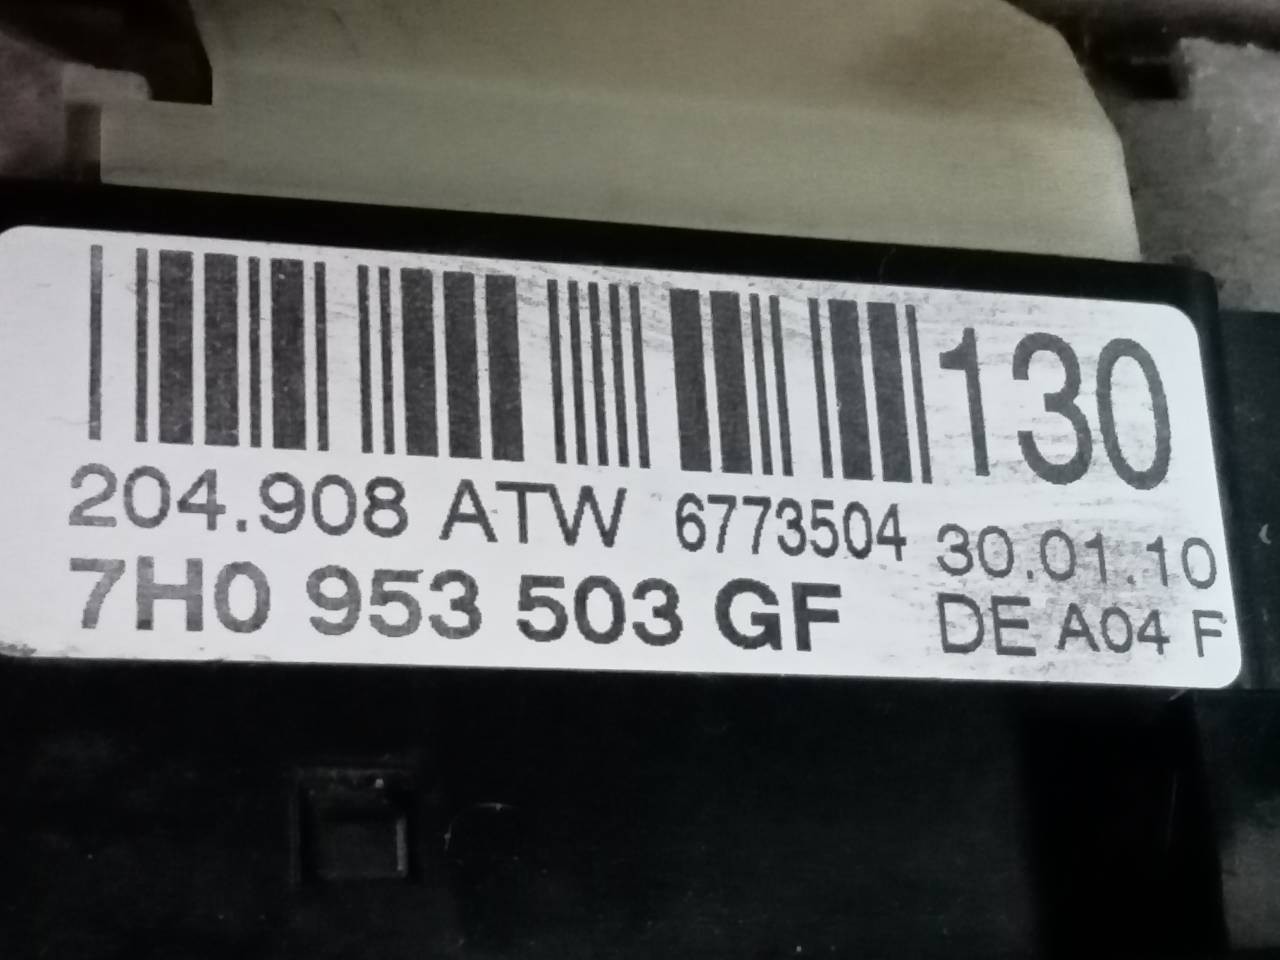 130
204.908 ATW 6773504 30.01.10
7H0 953 503 GF DE A04 F